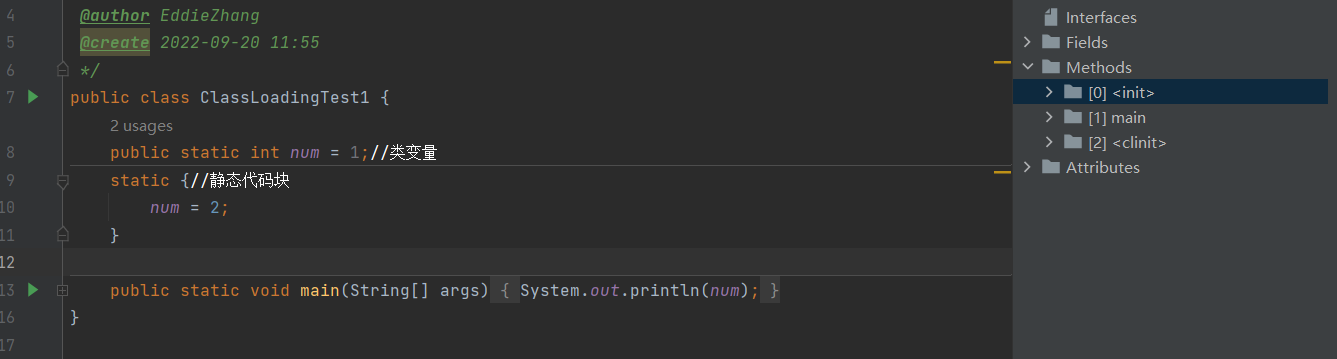 4 @author EddieZhang
5 @create 2022-09-20 11:55
6 */
7 public class ClassLoadingTest1 {
2 usages
8 public static int num = 1;//类变量
9 static {//静态代码块
10 num = 2;
11 }
12
13 public static void main(String[] args) { System.out.println(num); }
16 }
17
Interfaces
Fields
Methods
[0] <init>
[1] main
[2] <clinit>
Attributes